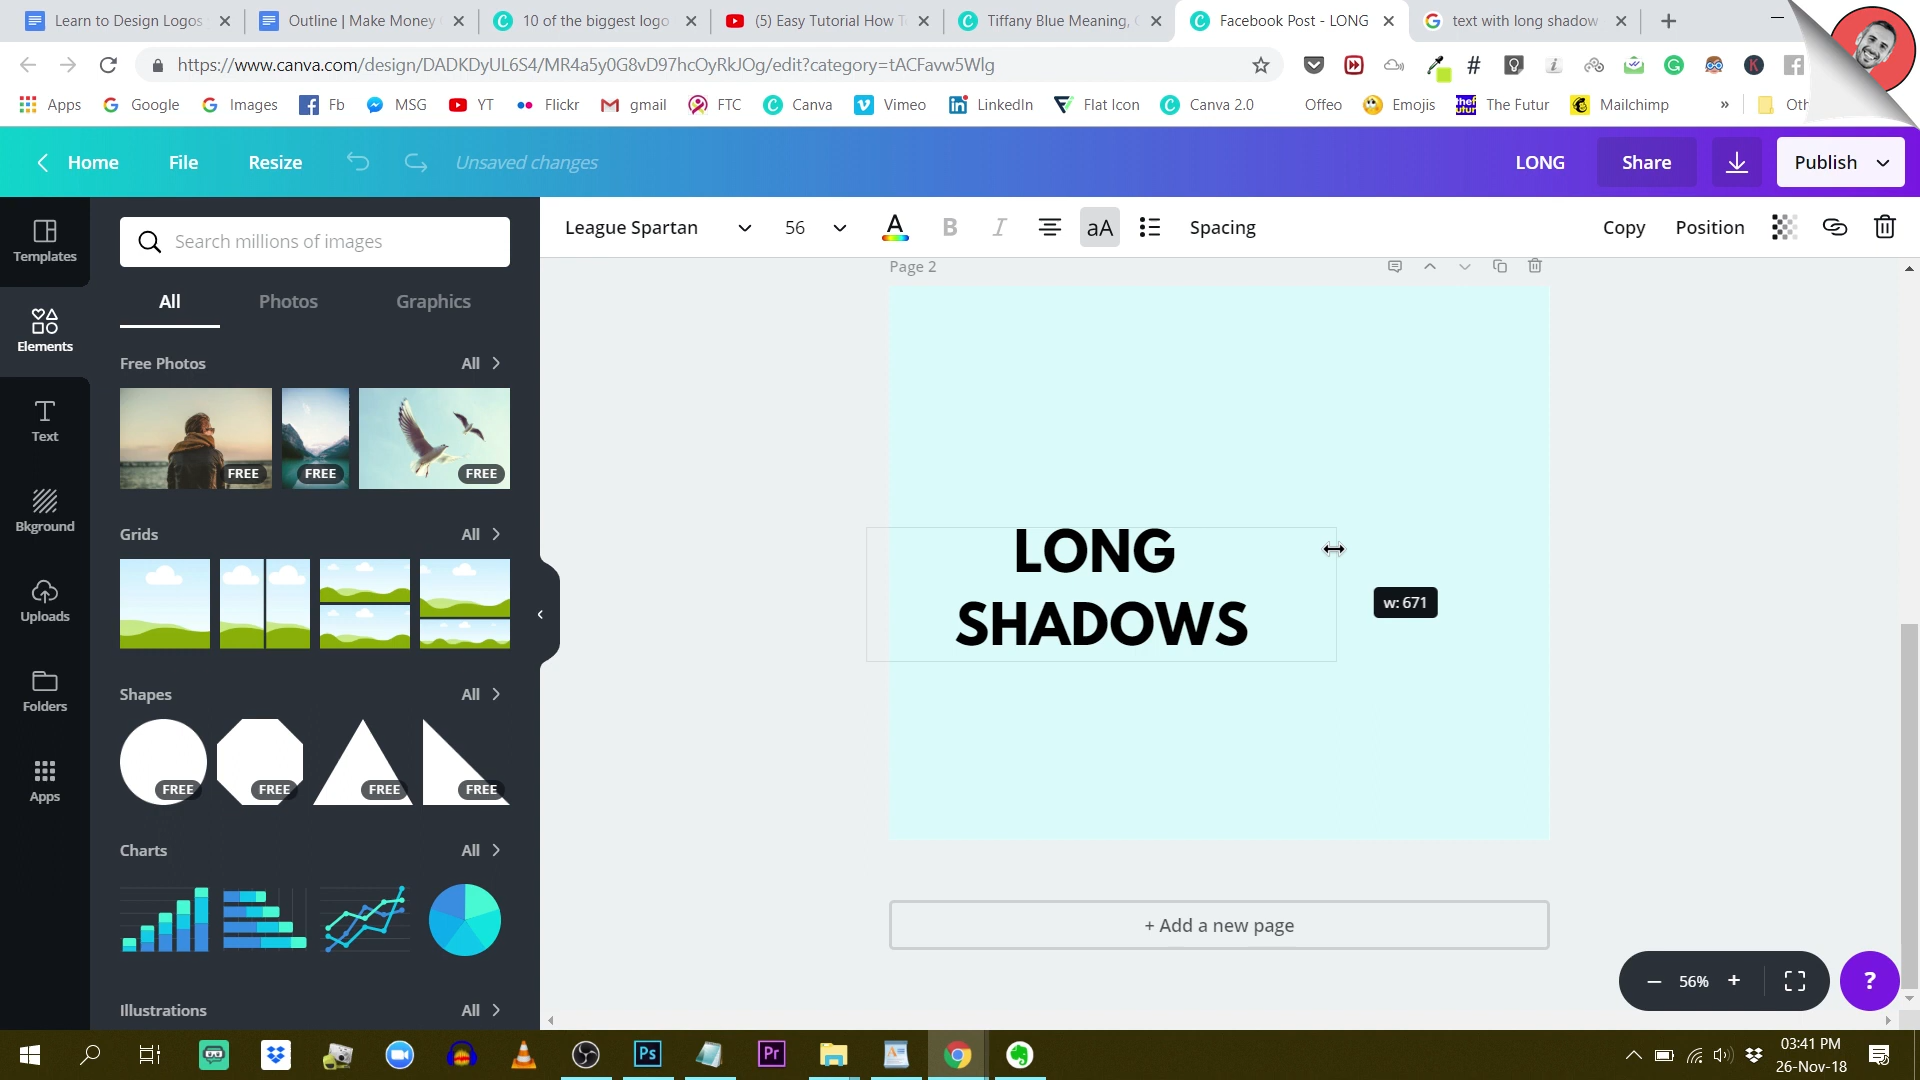 Learn to Design Logos
Outline | Make Money
10 of the biggest logo
(5) Easy Tutorial How T
Tiffany Blue Meaning,
Facebook Post - LONG
text with long shadow
https://www.canva.com/design/DADKDyUL6S4/MR4a5y0G8vD97hcOyRkJOg/edit?category=tACFavw5Wlg
Apps
Google
Images
Fb
MSG
YT
Flickr
gmail
FTC
Canva
Vimeo
LinkedIn
Flat Icon
Canva 2.0
Offeo
Emojis
The Futur
Mailchimp
»
Oth
Home
File
Resize
Unsaved changes
LONG
Share
Publish
League Spartan
56
A
B
I
aA
Spacing
Copy
Position
Templates
Elements
Text
Bkground
Uploads
Folders
Apps
Search millions of images
All
Photos
Graphics
Free Photos
All
FREE
FREE
FREE
Grids
All
Shapes
All
FREE
FREE
FREE
FREE
Charts
All
Illustrations
All
Page 2
LONG
SHADOWS
w: 671
+ Add a new page
56%
?
Ps
Pr
03:41 PM
26-Nov-18